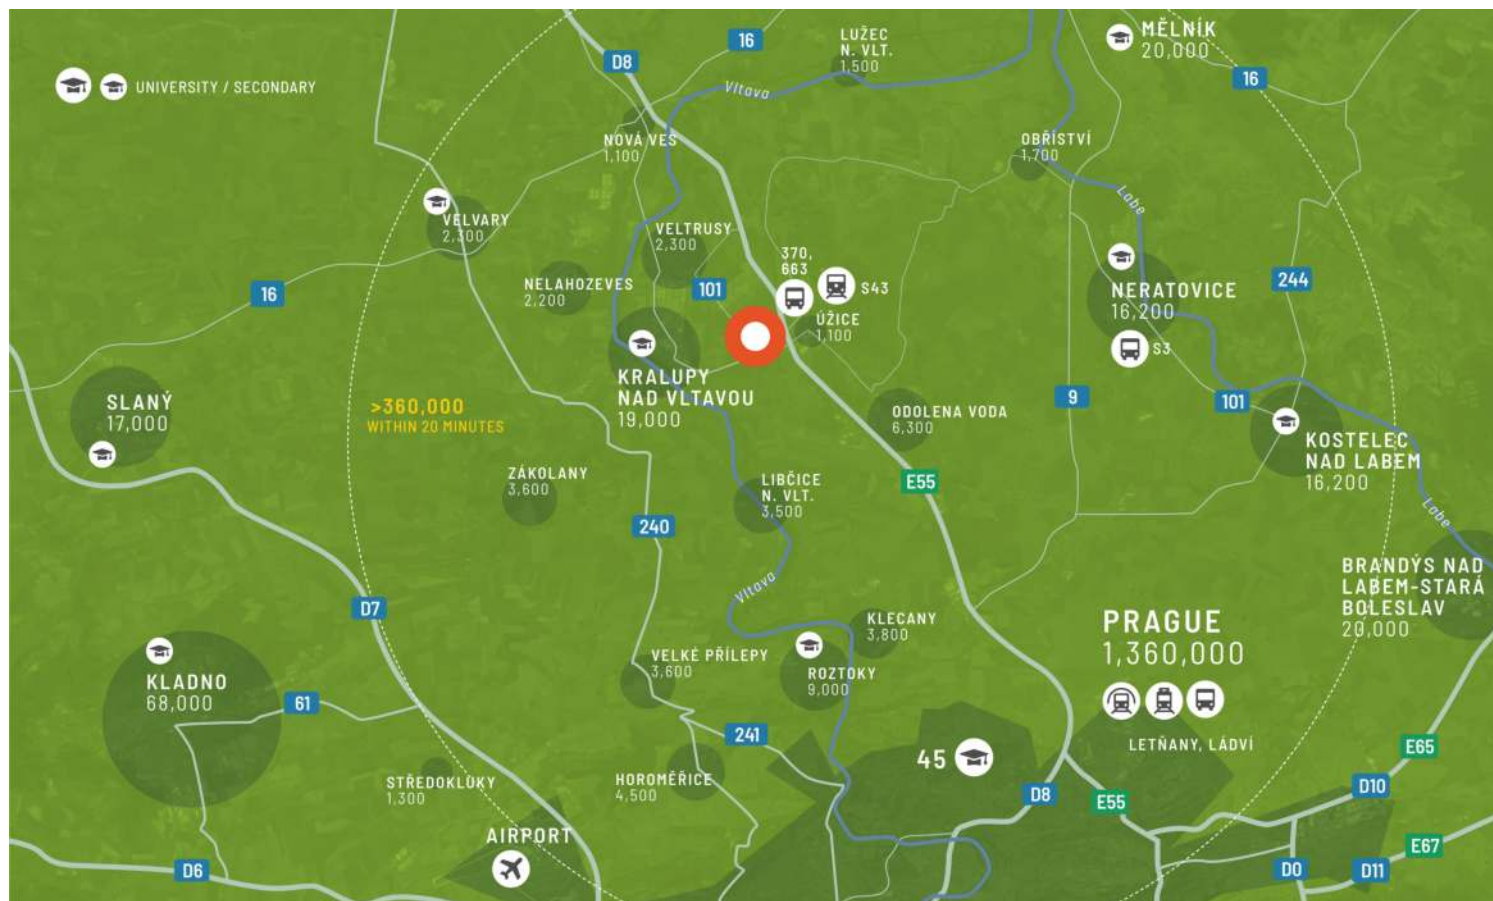 UNIVERSITY / SECONDARY
D8
16
LUŽEC
N. VLT.
1,500
MĚLNÍK
20,000
16
Vltava
NOVÁ VES
1,100
OBŘÍSTVÍ
1,700
Labe
VELVARY
2,300
VELTRUSY
2,300
370,
663
S43
ÚŽICE
1,100
NERATOVICE
16,200
S3
244
16
NELAHOZEVES
2,200
101
KRALUPY
NAD VLTAVOU
19,000
SLANÝ
17,000
>360,000
WITHIN 20 MINUTES
ODOLENA VODA
6,300
9
101
KOSTELEC
NAD LABEM
16,200
Labe
ZÁKOLANY
3,600
LIBČICE
N. VLT.
3,500
E55
240
Vltava
D7
BRANDÝS NAD
LABEM-STARÁ
BOLESLAV
20,000
KLECANY
3,800
PRAGUE
1,360,000
LETŇANY, LÁDVÍ
KLADNO
68,000
61
VELKÉ PŘÍLEPY
3,600
ROZTOKY
9,000
241
45
STŘEDOKLUKY
1,300
HOROMĚŘICE
4,500
D8
E55
E65
D10
AIRPORT
D6
D0
D11
E67